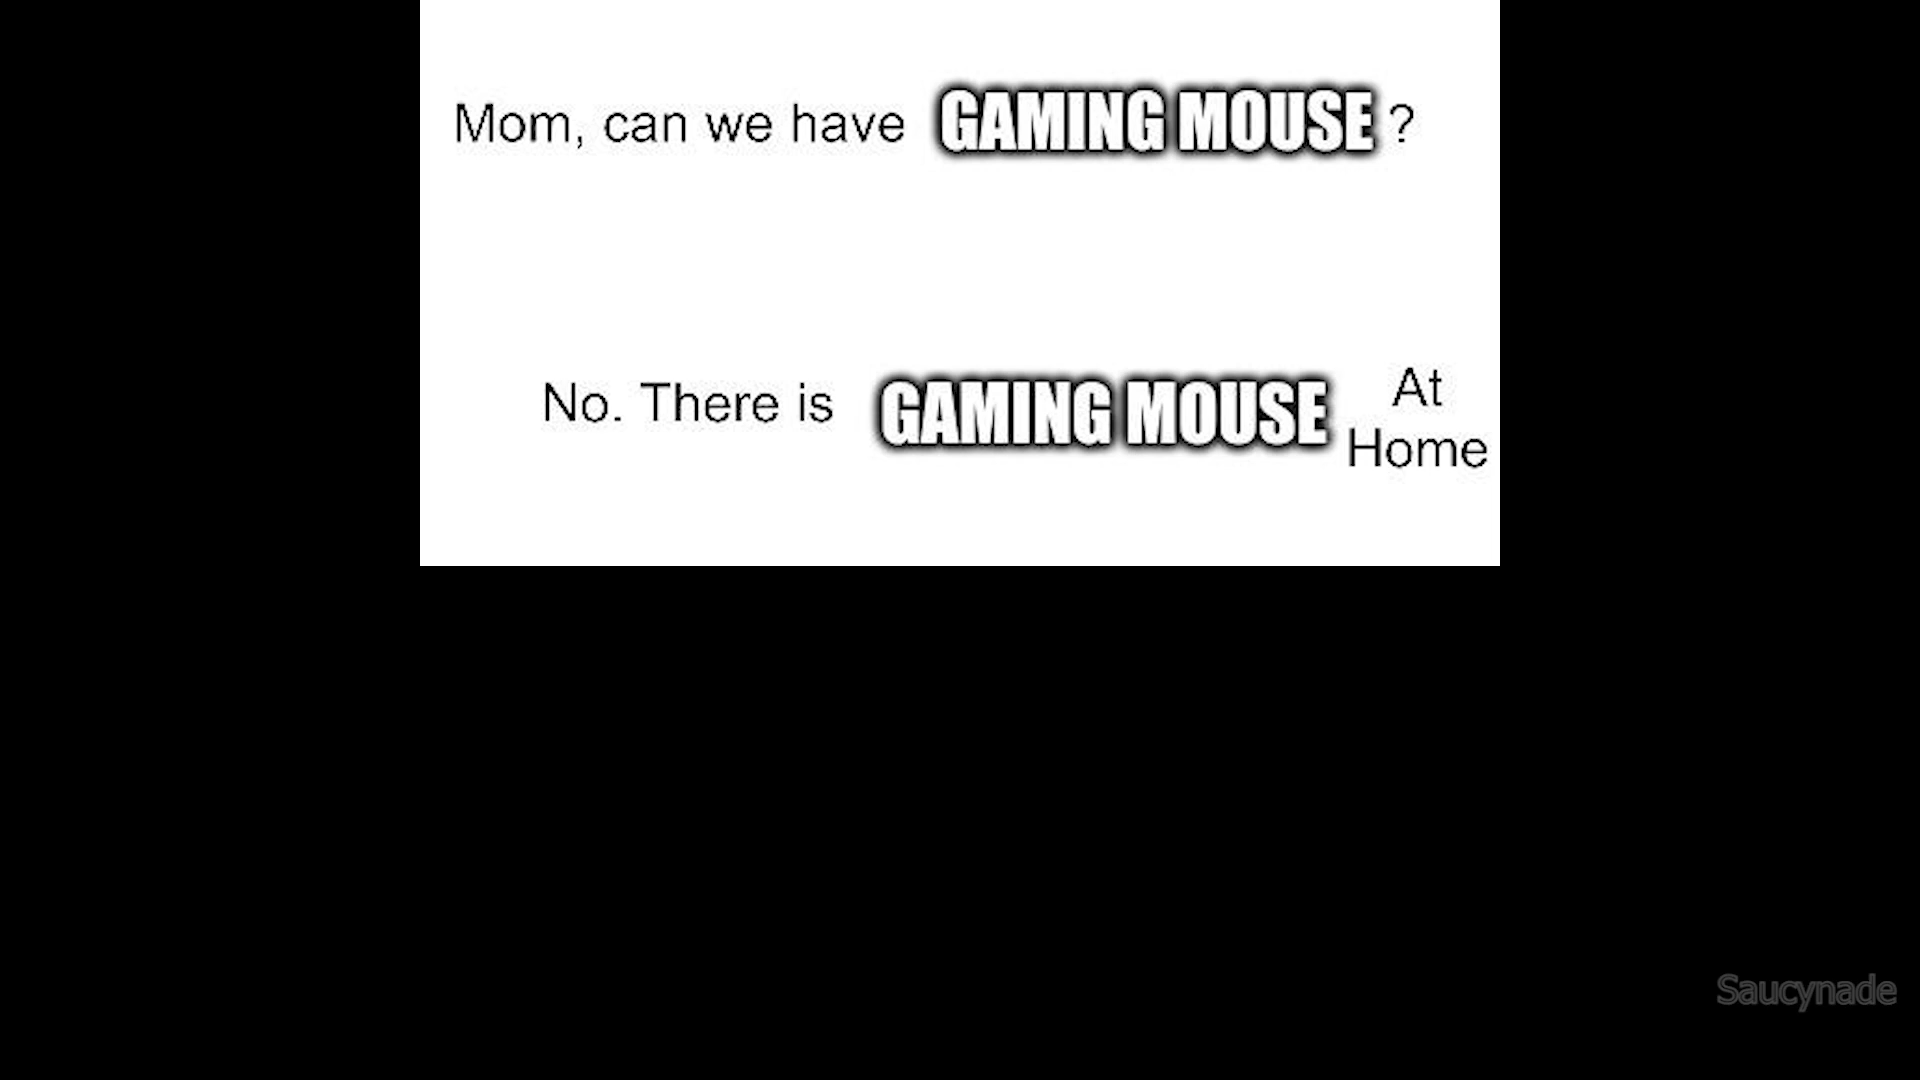 Mom, can we have GAMING MOUSE ?
No. There is GAMING MOUSE At Home
Saucynade